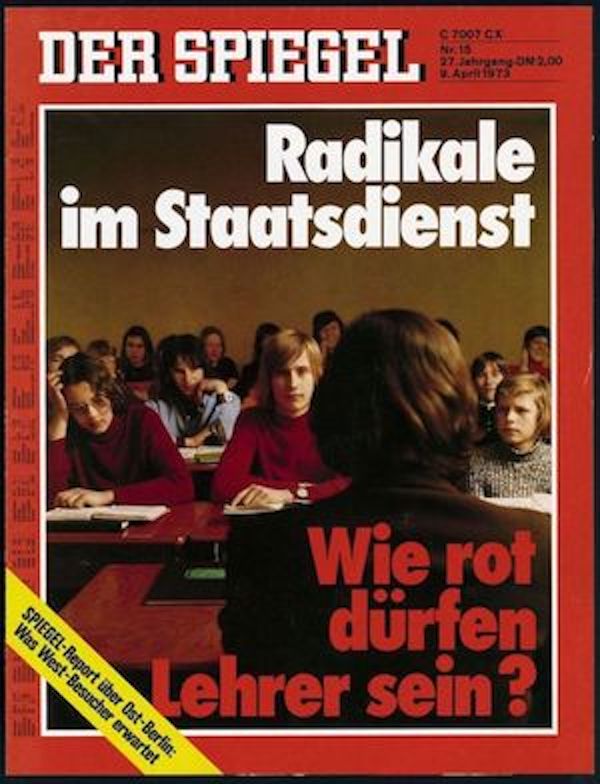 DER SPIEGEL
C 7007 CX
Nr. 15
27. Jahrgang · DM 2,00
9. April 1973
Radikale
im Staatsdienst
Wie rot
dürfen
Lehrer sein?
SPIEGEL-Report über Ost-Berlin:
Was West-Besucher erwartet